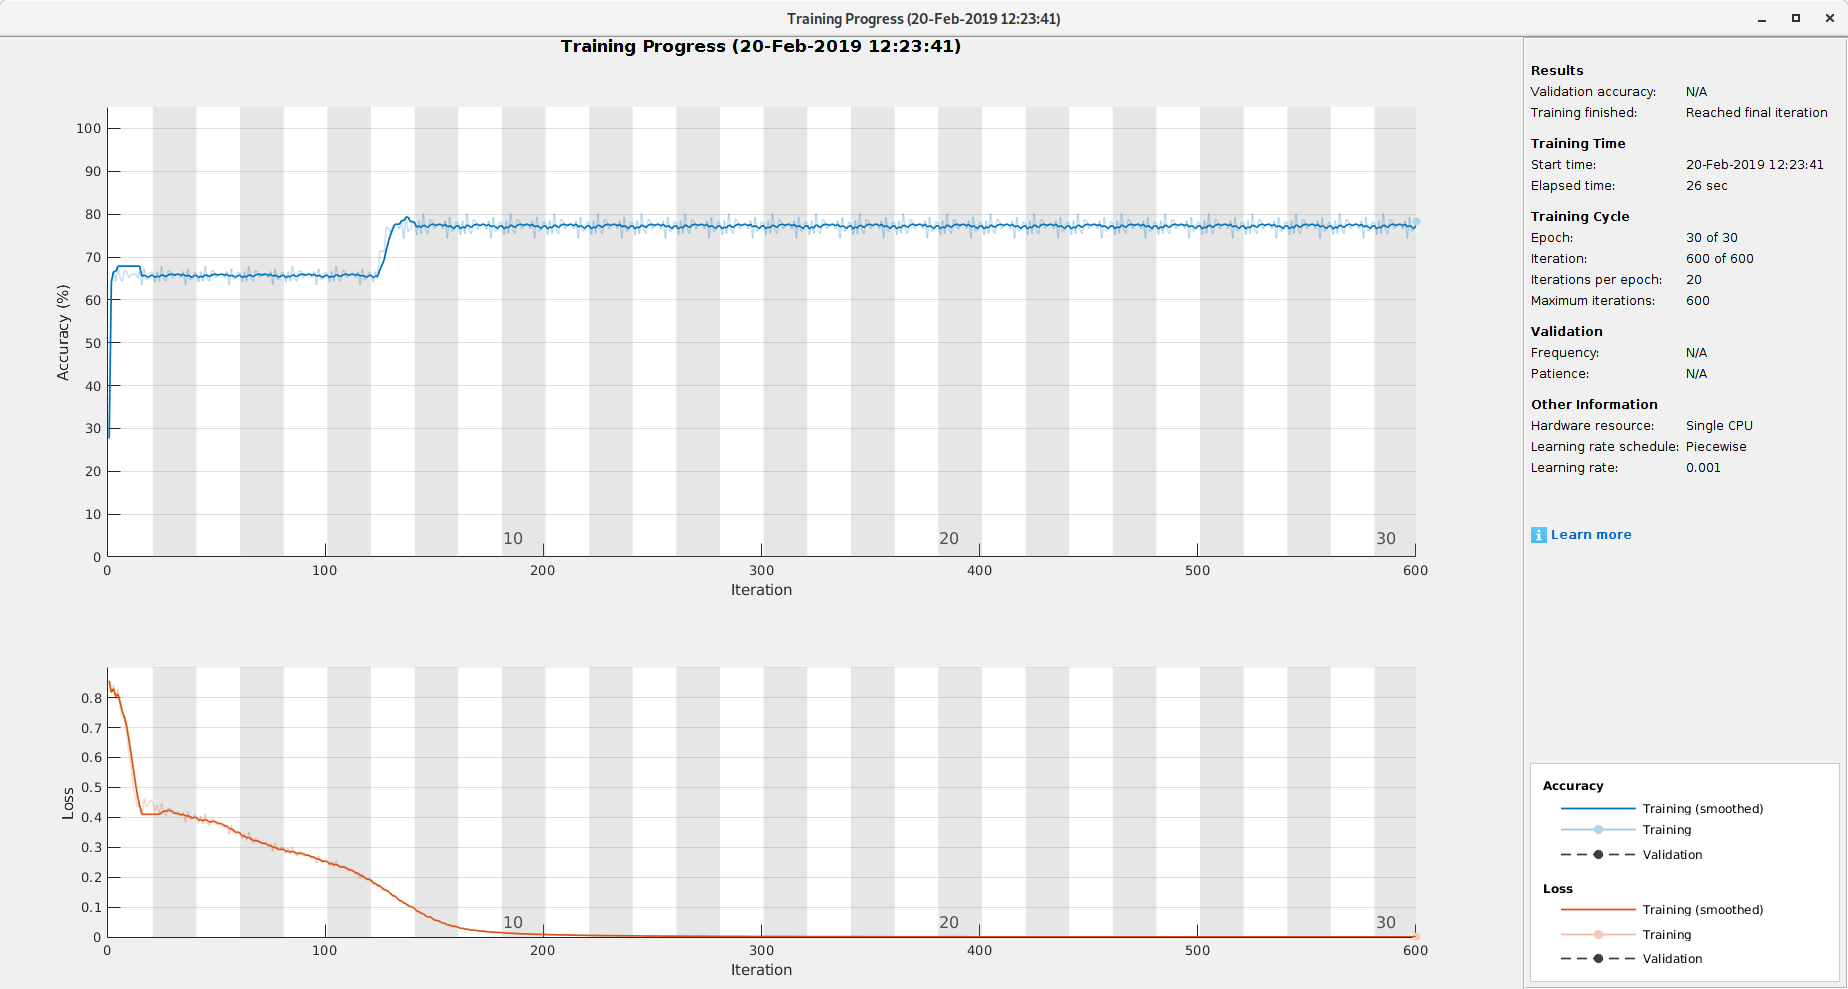 Training Progress (20-Feb-2019 12:23:41)
Training Progress (20-Feb-2019 12:23:41)
100
90
80
70
60
50
40
30
20
10
0
Accuracy (%)
10
20
30
0 100 200 300 400 500 600
Iteration
0.8
0.7
0.6
0.5
0.4
0.3
0.2
0.1
0
Loss
10
20
30
0 100 200 300 400 500 600
Iteration
Results
Validation accuracy: N/A
Training finished: Reached final iteration
Training Time
Start time: 20-Feb-2019 12:23:41
Elapsed time: 26 sec
Training Cycle
Epoch: 30 of 30
Iteration: 600 of 600
Iterations per epoch: 20
Maximum iterations: 600
Validation
Frequency: N/A
Patience: N/A
Other Information
Hardware resource: Single CPU
Learning rate schedule: Piecewise
Learning rate: 0.001
i Learn more
Accuracy
Training (smoothed)
Training
Validation
Loss
Training (smoothed)
Training
Validation